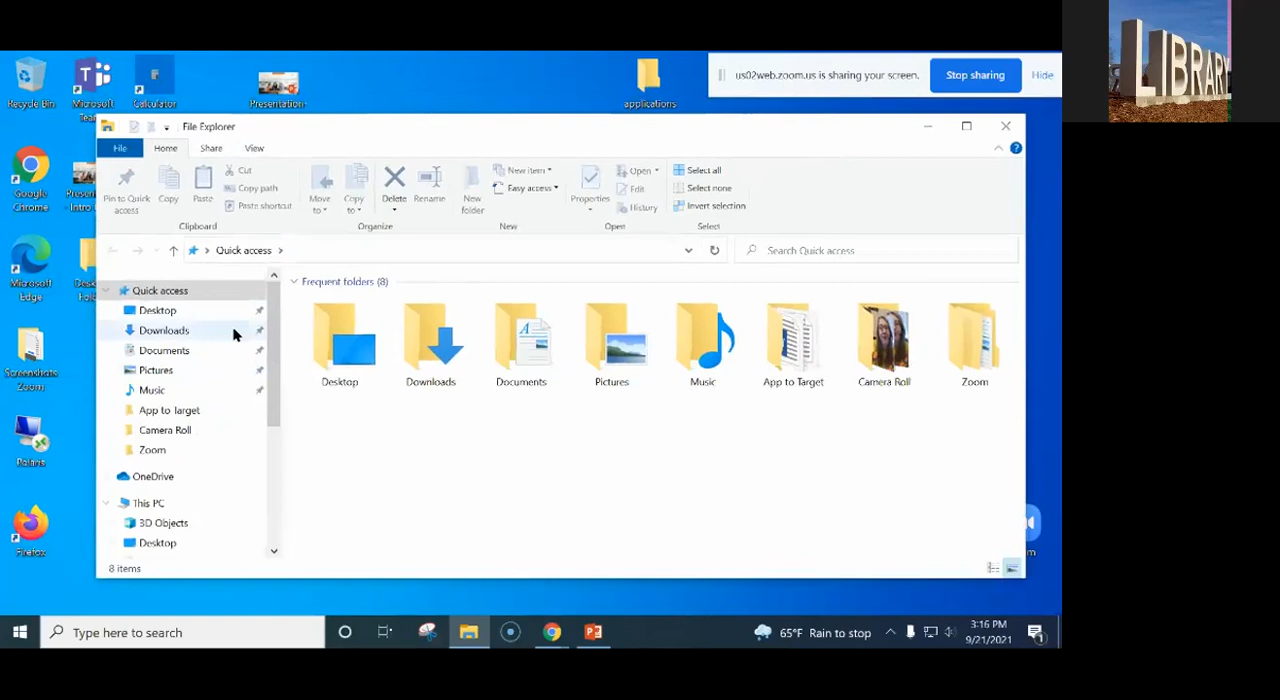 LIBRARY
us02web.zoom.us is sharing your screen.
Stop sharing
Hide
Recycle Bin
Microsoft
Calculator
Presentation
applications
File Explorer
File
Home
Share
View
Pin to Quick
access
Copy
Paste
Cut
Copy path
Paste shortcut
Clipboard
Move
to
Copy
to
Delete
Rename
Organize
New
folder
New item
Easy access
New
Properties
Open
Edit
History
Open
Select all
Select none
Invert selection
Select
Google
Chrome
Quick access
Search Quick access
Microsoft
Edge
Quick access
Desktop
Downloads
Documents
Pictures
Music
App to Target
Camera Roll
Zoom
OneDrive
This PC
3D Objects
Desktop
8 items
Frequent folders (8)
Desktop
Downloads
Documents
Pictures
Music
App to Target
Camera Roll
Zoom
Screenshare
Zoom
Polaris
Firefox
Type here to search
65°F Rain to stop
3:16 PM
9/21/2021
1